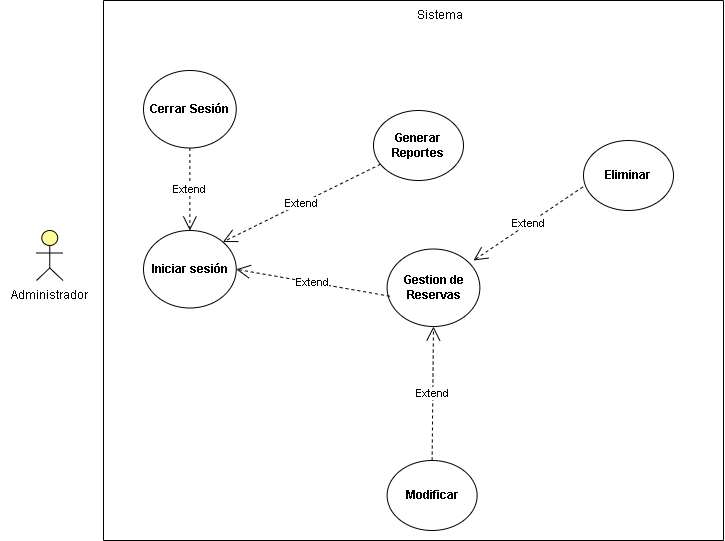 Sistema
Cerrar Sesión
Generar
Reportes
Eliminar
Extend
Extend
Extend
Iniciar sesión
Gestion de
Reservas
Extend
Administrador
Extend
Modificar